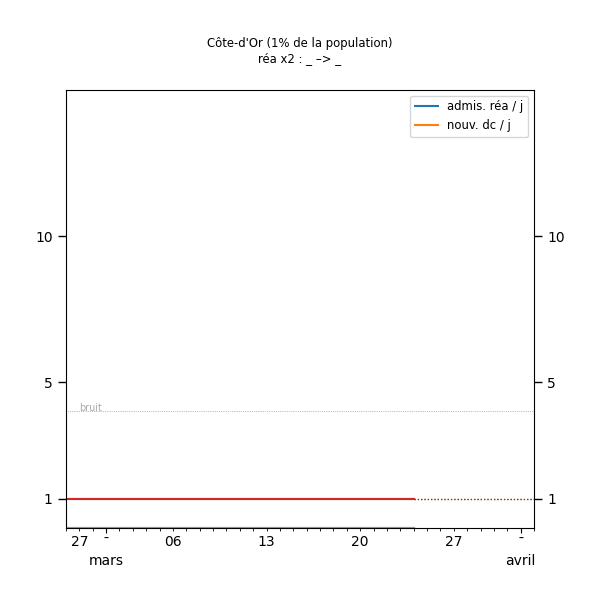 Côte-d'Or (1% de la population)
réa x2 : _ –> _
admis. réa / j
nouv. dc / j
10 10
5 5
bruit
1 1
27 - 06 13 20 27 -
mars avril